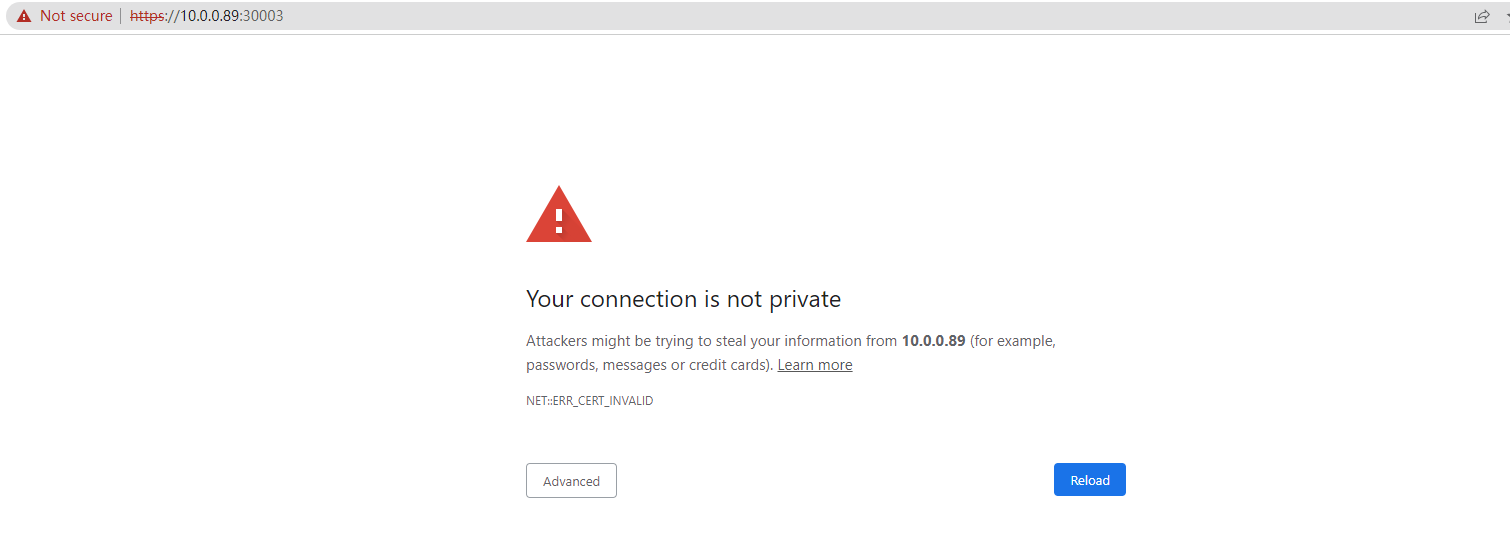 Not secure | https://10.0.0.89:30003
Your connection is not private
Attackers might be trying to steal your information from 10.0.0.89 (for example,
passwords, messages or credit cards). Learn more
NET::ERR_CERT_INVALID
Advanced
Reload